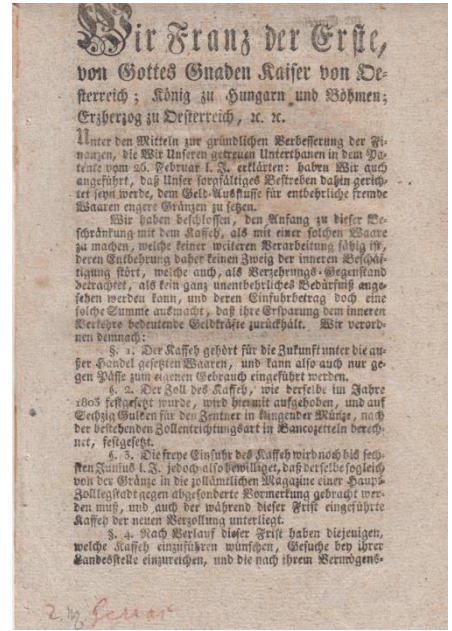 Wir Franz der Erste,
von Gottes Gnaden Kaiser von Oe-
sterreich; König zu Hungarn und Böhmen;
Erzherzog zu Oesterreich, ꝛc. ꝛc.
Unter den Mitteln zur gründlichen Verbesserung der Fi-
nanzen, die Wir Unseren getreuen Unterthanen in dem Pa-
tente vom 26. Februar l. J. erklärten: haben Wir auch
angeführt, daß Unser sorgfältiges Bestreben dahin gerich-
tet seyn werde, dem Geld-Ausflusse für entbehrliche fremde
Waaren engere Gränzen zu setzen.
Wir haben beschlossen, den Anfang zu dieser Be-
schränkung mit dem Kaffeh, als mit einer solchen Waare
zu machen, welche keiner weiteren Verarbeitung fähig ist,
deren Entbehrung daher keinen Zweig der inneren Beschäf-
tigung stört, welche auch, als Verzehrungs-Gegenstand
betrachtet, als kein ganz unentbehrliches Bedürfniß ange-
sehen werden kann, und deren Einfuhrbetrag doch eine
solche Summe ausmacht, daß ihre Ersparung dem inneren
Verkehre bedeutende Geldkräfte zurückhält. Wir verord-
nen demnach:
§. 1. Der Kaffeh gehört für die Zukunft unter die au-
ßer Handel gesetzten Waaren, und kann also auch nur ge-
gen Pässe zum eigenen Gebrauch eingeführt werden.
§. 2. Der Zoll des Kaffeh, wie derselbe im Jahre
1803 festgesetzt wurde, wird hiermit aufgehoben, und auf
Sechzig Gulden für den Zentner in klingender Münze, nach
der bestehenden Zollentrichtungsart in Bancozetteln berech-
net, festgesetzt.
§. 3. Die freye Einfuhr des Kaffeh wird noch bis sech-
sten Junius l. J. jedoch also bewilliget, daß derselbe sogleich
von der Gränze in die zollämtlichen Magazine einer Haupt-
Zolllegstadt gegen abgesonderte Vormerkung gebracht wer-
den muß, und auch der während dieser Frist eingeführte
Kaffeh der neuen Verzollung unterliegt.
§. 4. Nach Verlauf dieser Frist haben diejenigen,
welche Kaffeh einzuführen wünschen, Gesuche bey ihrer
Landesstelle einzureichen, und die nach ihrem Vermögens-